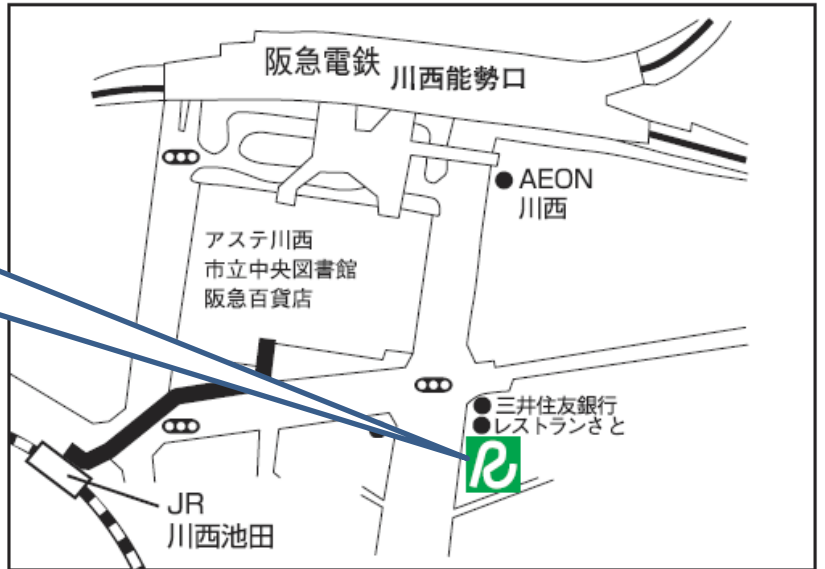 阪急電鉄 川西能勢口
AEON
川西
アステ川西
市立中央図書館
阪急百貨店
三井住友銀行
レストランさと
R
JR
川西池田